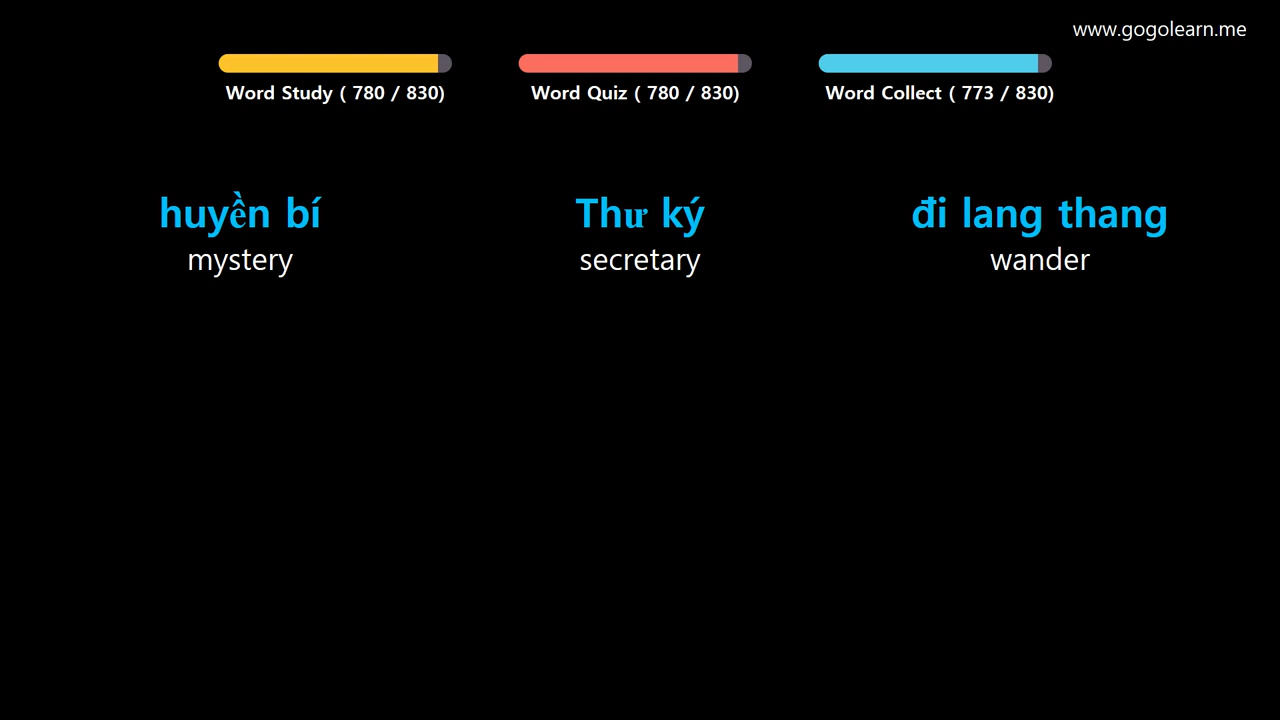 www.gogolearn.me
Word Study ( 780 / 830)
Word Quiz ( 780 / 830)
Word Collect ( 773 / 830)
huyền bí
mystery
Thư ký
secretary
đi lang thang
wander